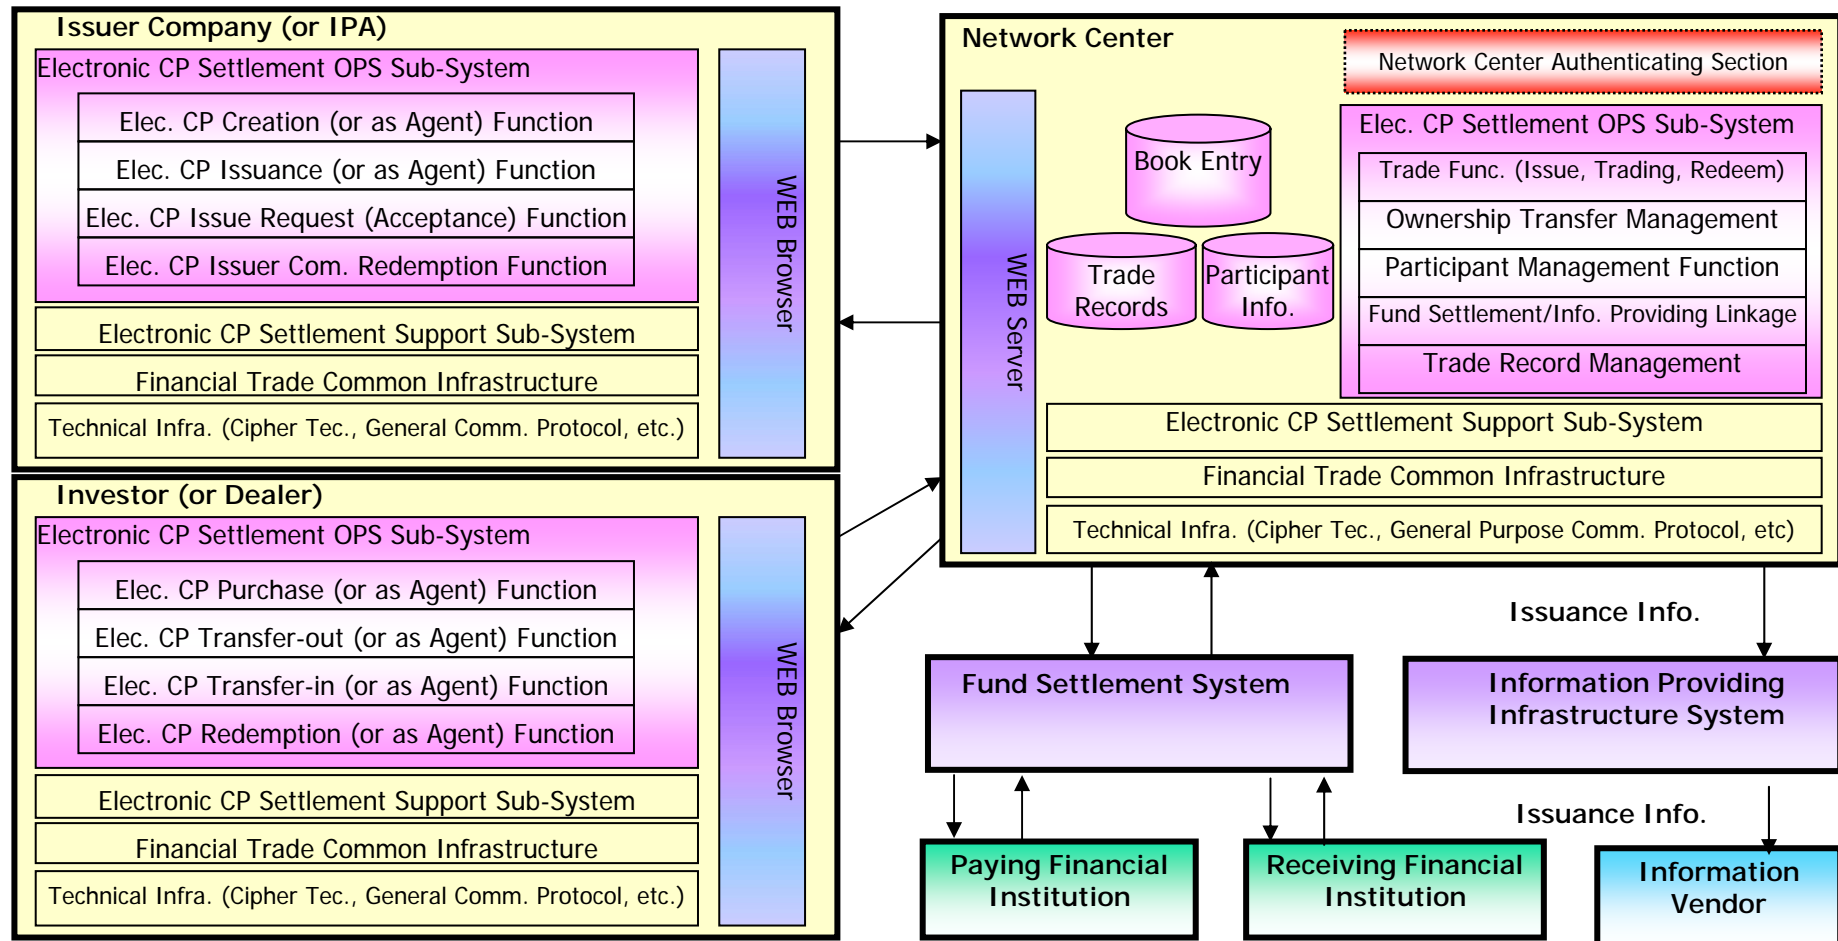 Issuer Company (or IPA)
Electronic CP Settlement OPS Sub-System
Elec. CP Creation (or as Agent) Function
Elec. CP Issuance (or as Agent) Function
Elec. CP Issue Request (Acceptance) Function
Elec. CP Issuer Com. Redemption Function
Electronic CP Settlement Support Sub-System
Financial Trade Common Infrastructure
Technical Infra. (Cipher Tec., General Comm. Protocol, etc.)
WEB Browser
Investor (or Dealer)
Electronic CP Settlement OPS Sub-System
Elec. CP Purchase (or as Agent) Function
Elec. CP Transfer-out (or as Agent) Function
Elec. CP Transfer-in (or as Agent) Function
Elec. CP Redemption (or as Agent) Function
Electronic CP Settlement Support Sub-System
Financial Trade Common Infrastructure
Technical Infra. (Cipher Tec., General Comm. Protocol, etc.)
WEB Browser
Network Center
Network Center Authenticating Section
WEB Server
Book Entry
Trade
Records
Participant
Info.
Elec. CP Settlement OPS Sub-System
Trade Func. (Issue, Trading, Redeem)
Ownership Transfer Management
Participant Management Function
Fund Settlement/Info. Providing Linkage
Trade Record Management
Electronic CP Settlement Support Sub-System
Financial Trade Common Infrastructure
Technical Infra. (Cipher Tec., General Purpose Comm. Protocol, etc)
Issuance Info.
Fund Settlement System
Information Providing
Infrastructure System
Issuance Info.
Paying Financial
Institution
Receiving Financial
Institution
Information
Vendor